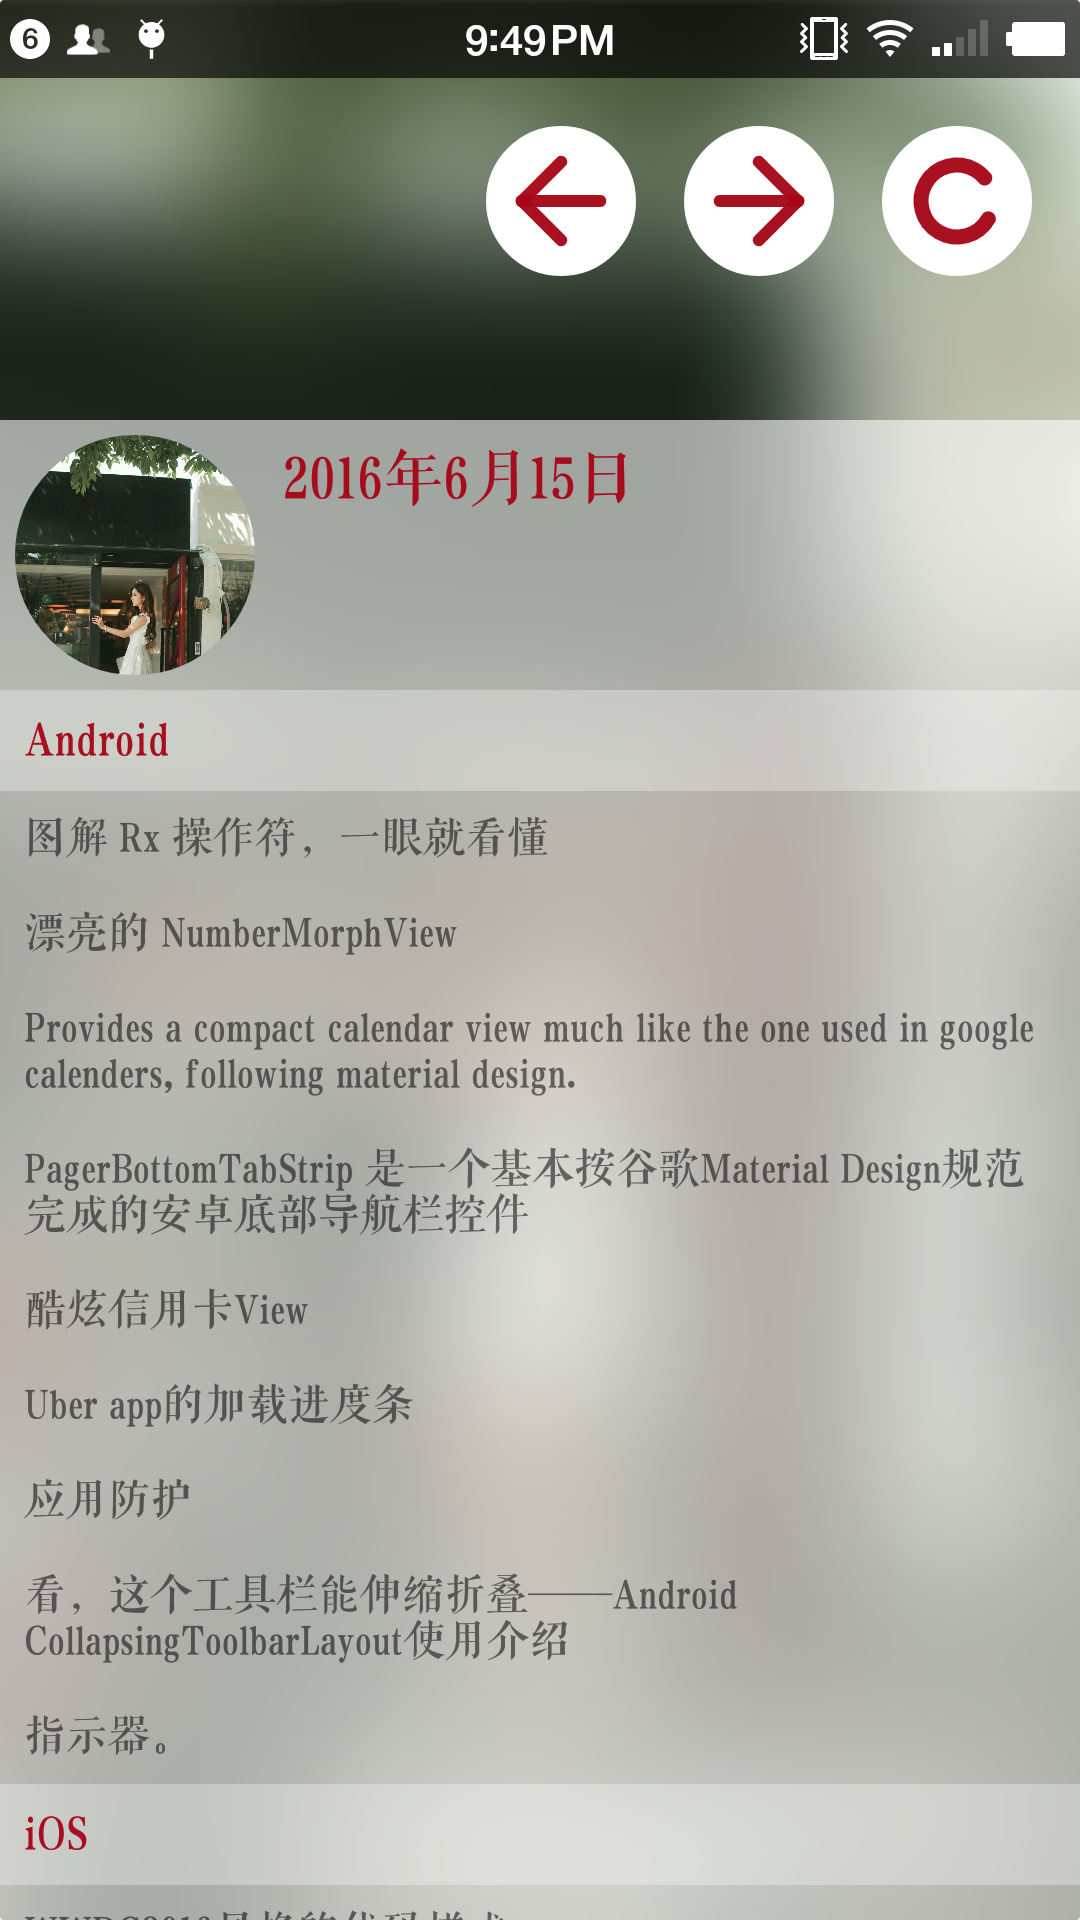 6
9:49 PM
2016年6月15日
Android
图解 Rx 操作符，一眼就看懂
漂亮的 NumberMorphView
Provides a compact calendar view much like the one used in google
calenders, following material design.
PagerBottomTabStrip 是一个基本按谷歌Material Design规范
完成的安卓底部导航栏控件
酷炫信用卡View
Uber app的加载进度条
应用防护
看，这个工具栏能伸缩折叠——Android
CollapsingToolbarLayout使用介绍
指示器。
iOS